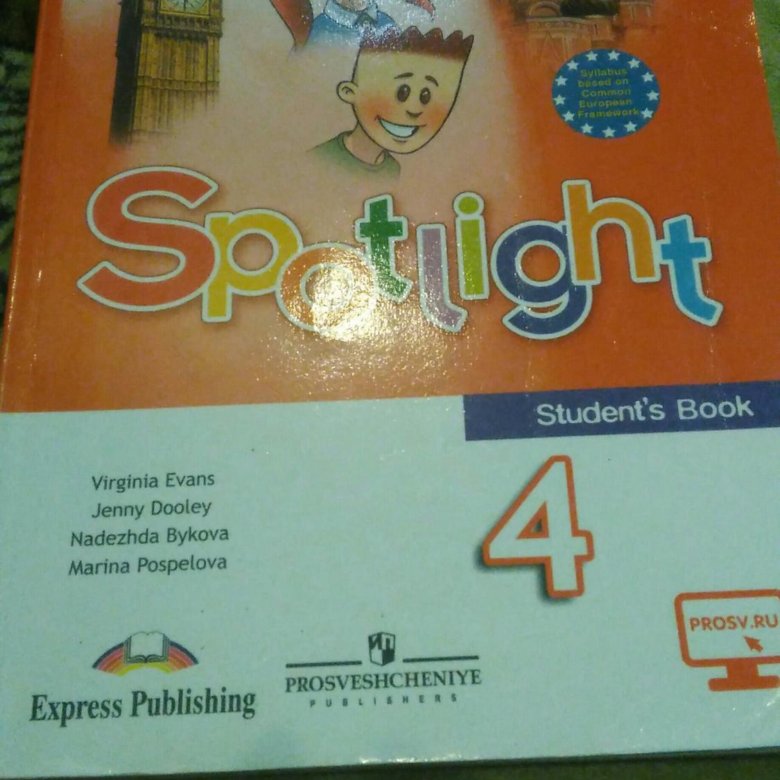 Syllabus
based on
Common
European
Framework
Spotlight
Student's Book
4
Virginia Evans
Jenny Dooley
Nadezhda Bykova
Marina Pospelova
PROSV.RU
Express Publishing
PROSVESHCHENIYE
PUBLISHERS